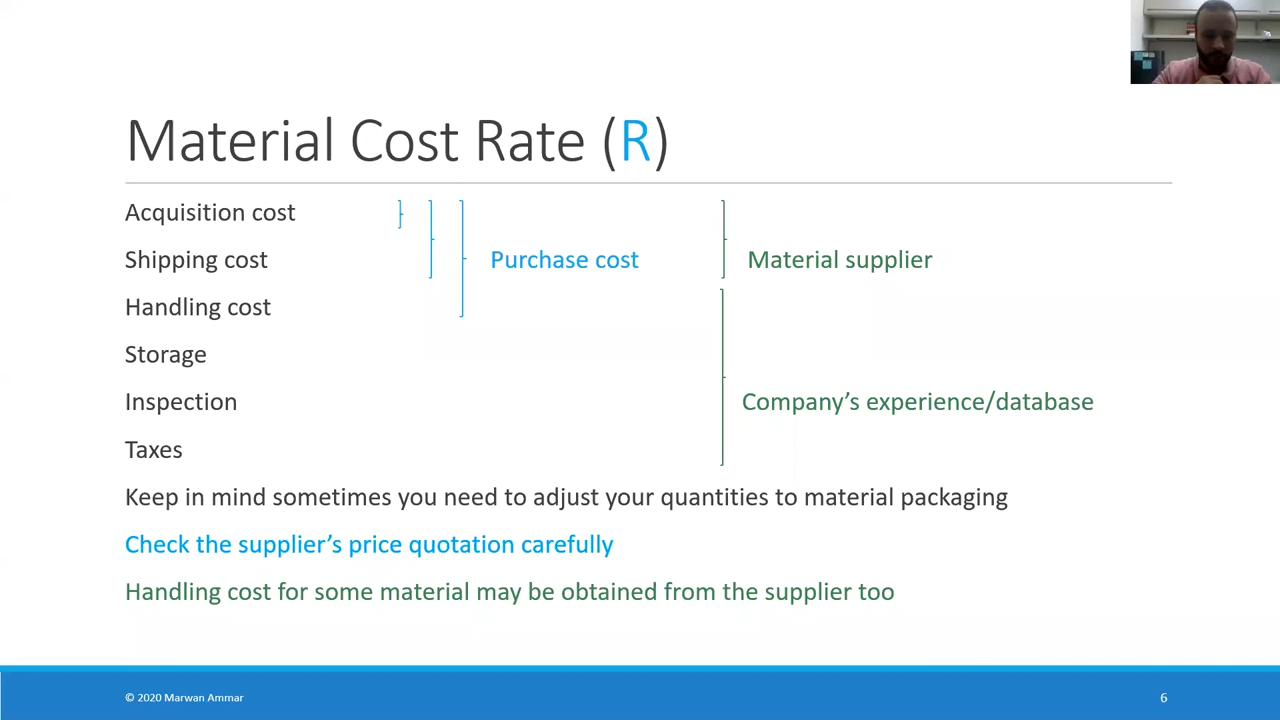 Material Cost Rate (R)
Acquisition cost
Shipping cost
Purchase cost
Material supplier
Handling cost
Storage
Inspection
Company’s experience/database
Taxes
Keep in mind sometimes you need to adjust your quantities to material packaging
Check the supplier’s price quotation carefully
Handling cost for some material may be obtained from the supplier too
© 2020 Marwan Ammar
6